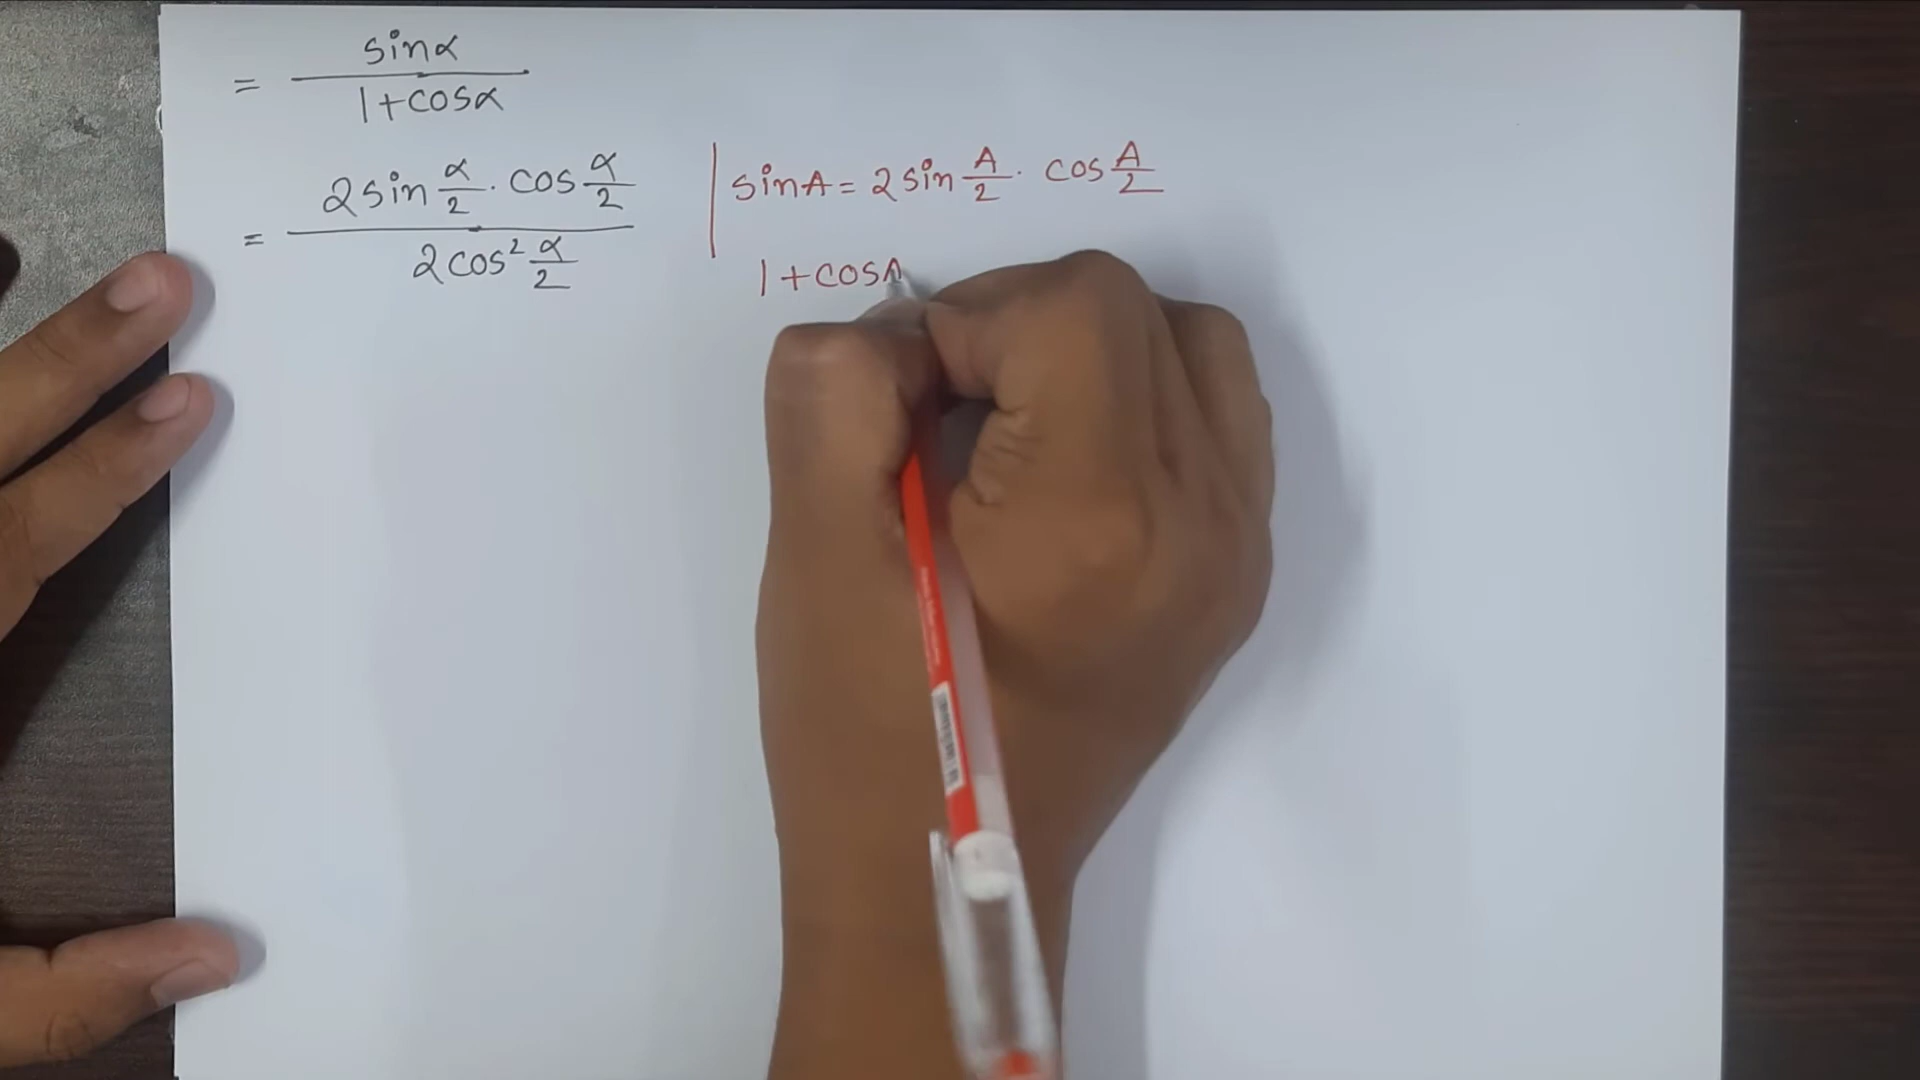 = sinα / 1+cosα
= 2sin α/2 · cos α/2 / 2cos² α/2
sinA = 2sin A/2 · cos A/2
1+cosA